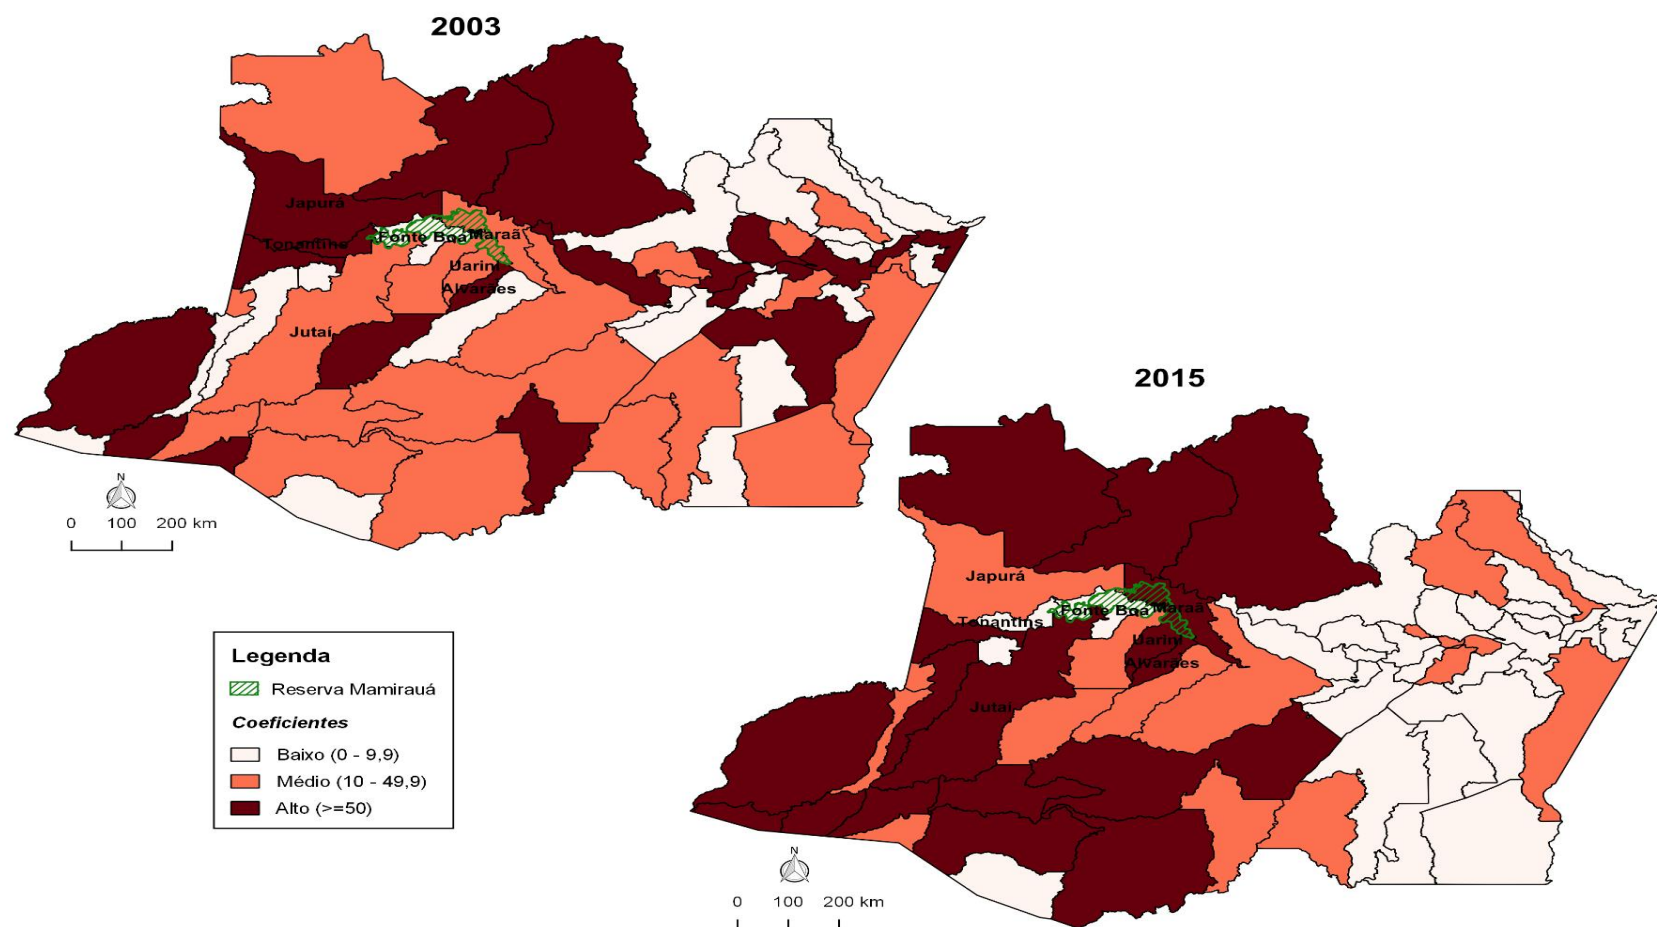 2003
Japurá
Tonantins
Fonte Boa
Maraã
Uarini
Alvarães
Jutaí
N
0 100 200 km
2015
Japurá
Tonantins
Fonte Boa
Maraã
Uarini
Alvarães
Jutaí
N
0 100 200 km
Legenda
Reserva Mamirauá
Coeficientes
Baixo (0 - 9,9)
Médio (10 - 49,9)
Alto (>=50)